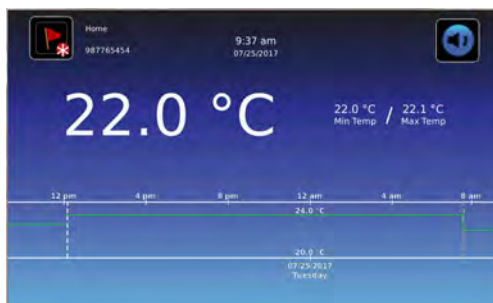 Home
987765454
9:37 am
07/25/2017
22.0 °C
22.0 °C / 22.1 °C
Min Temp Max Temp
12 pm 4 pm 8 pm 12 am 4 am 8 am
24.0 °C
20.0 °C
07/25/2017
Tuesday